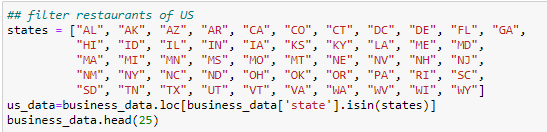 ## filter restaurants of US
states = ["AL", "AK", "AZ", "AR", "CA", "CO", "CT", "DC", "DE", "FL", "GA",
"HI", "ID", "IL", "IN", "IA", "KS", "KY", "LA", "ME", "MD",
"MA", "MI", "MN", "MS", "MO", "MT", "NE", "NV", "NH", "NJ",
"NM", "NY", "NC", "ND", "OH", "OK", "OR", "PA", "RI", "SC",
"SD", "TN", "TX", "UT", "VT", "VA", "WA", "WV", "WI", "WY"]
us_data=business_data.loc[business_data['state'].isin(states)]
business_data.head(25)